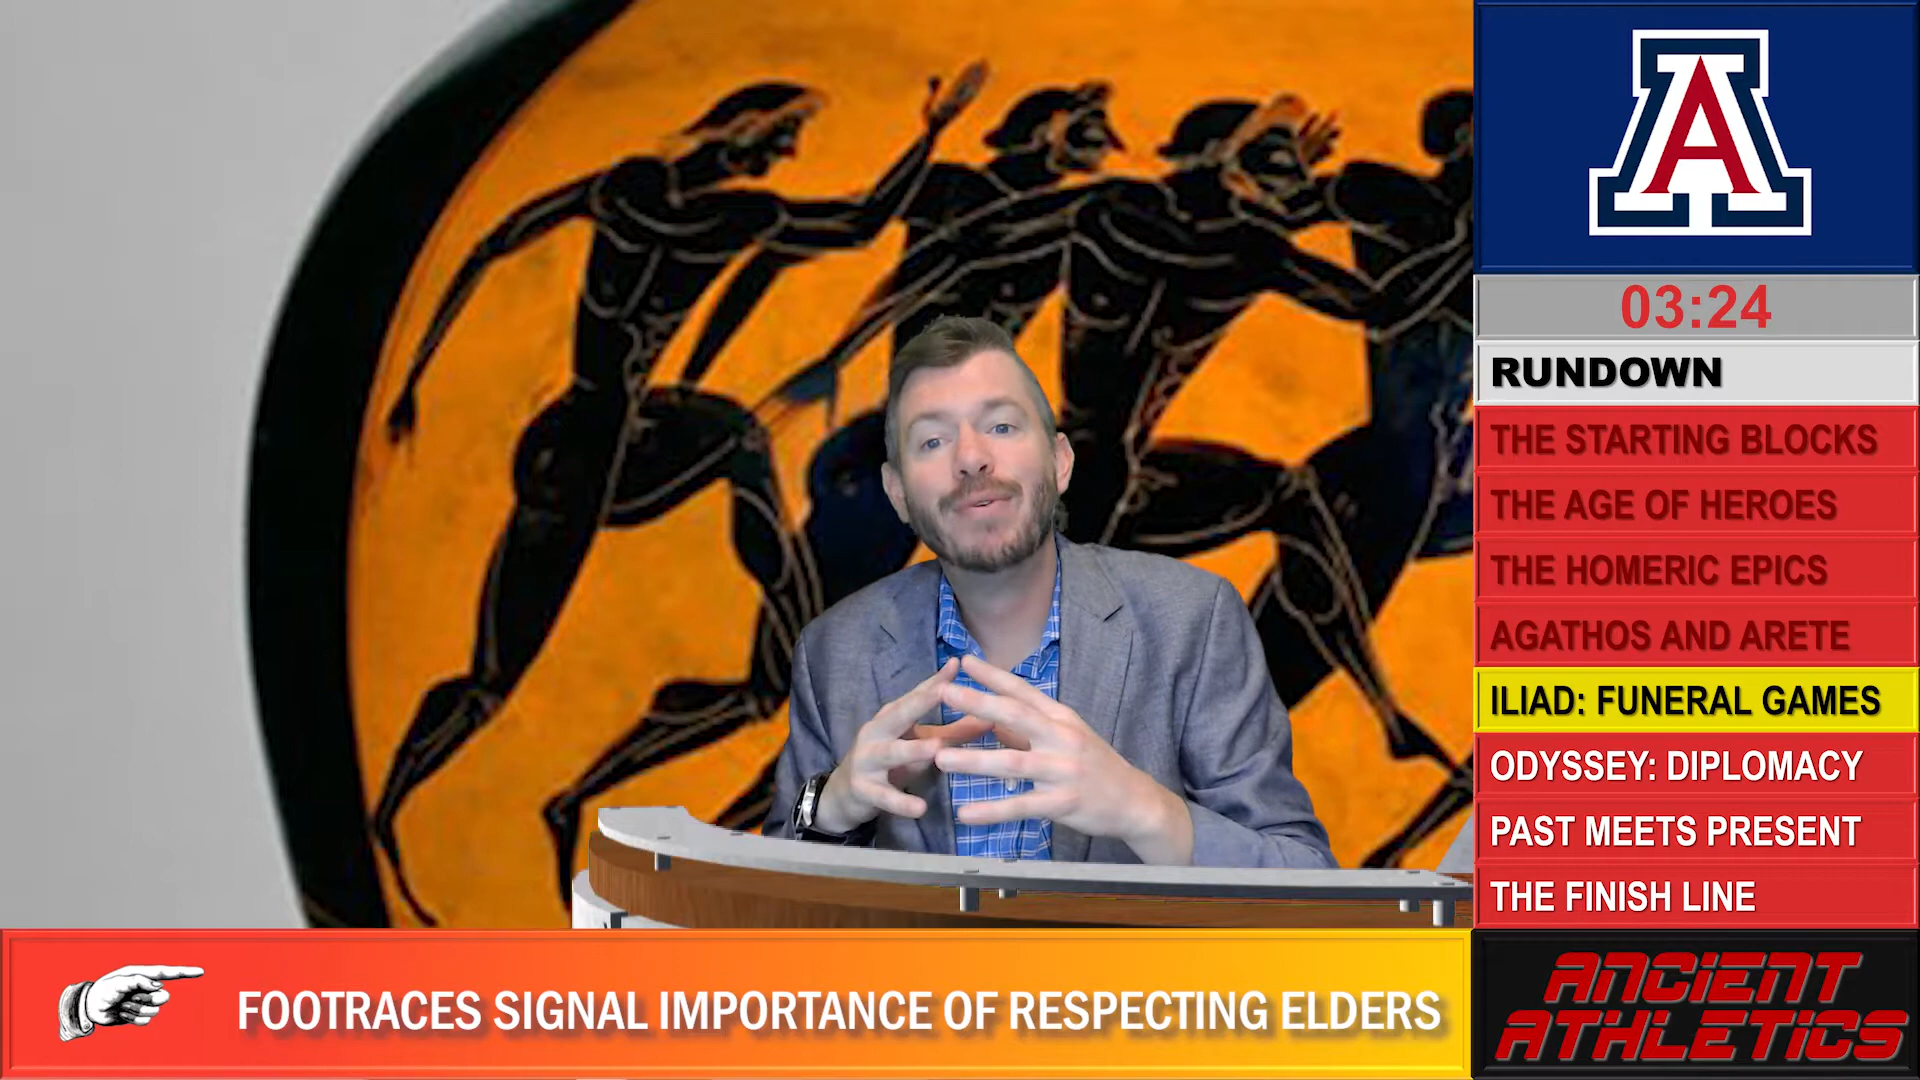 A
03:24
RUNDOWN
THE STARTING BLOCKS
THE AGE OF HEROES
THE HOMERIC EPICS
AGATHOS AND ARETE
ILIAD: FUNERAL GAMES
ODYSSEY: DIPLOMACY
PAST MEETS PRESENT
THE FINISH LINE
FOOTRACES SIGNAL IMPORTANCE OF RESPECTING ELDERS
ANCIENT
ATHLETICS